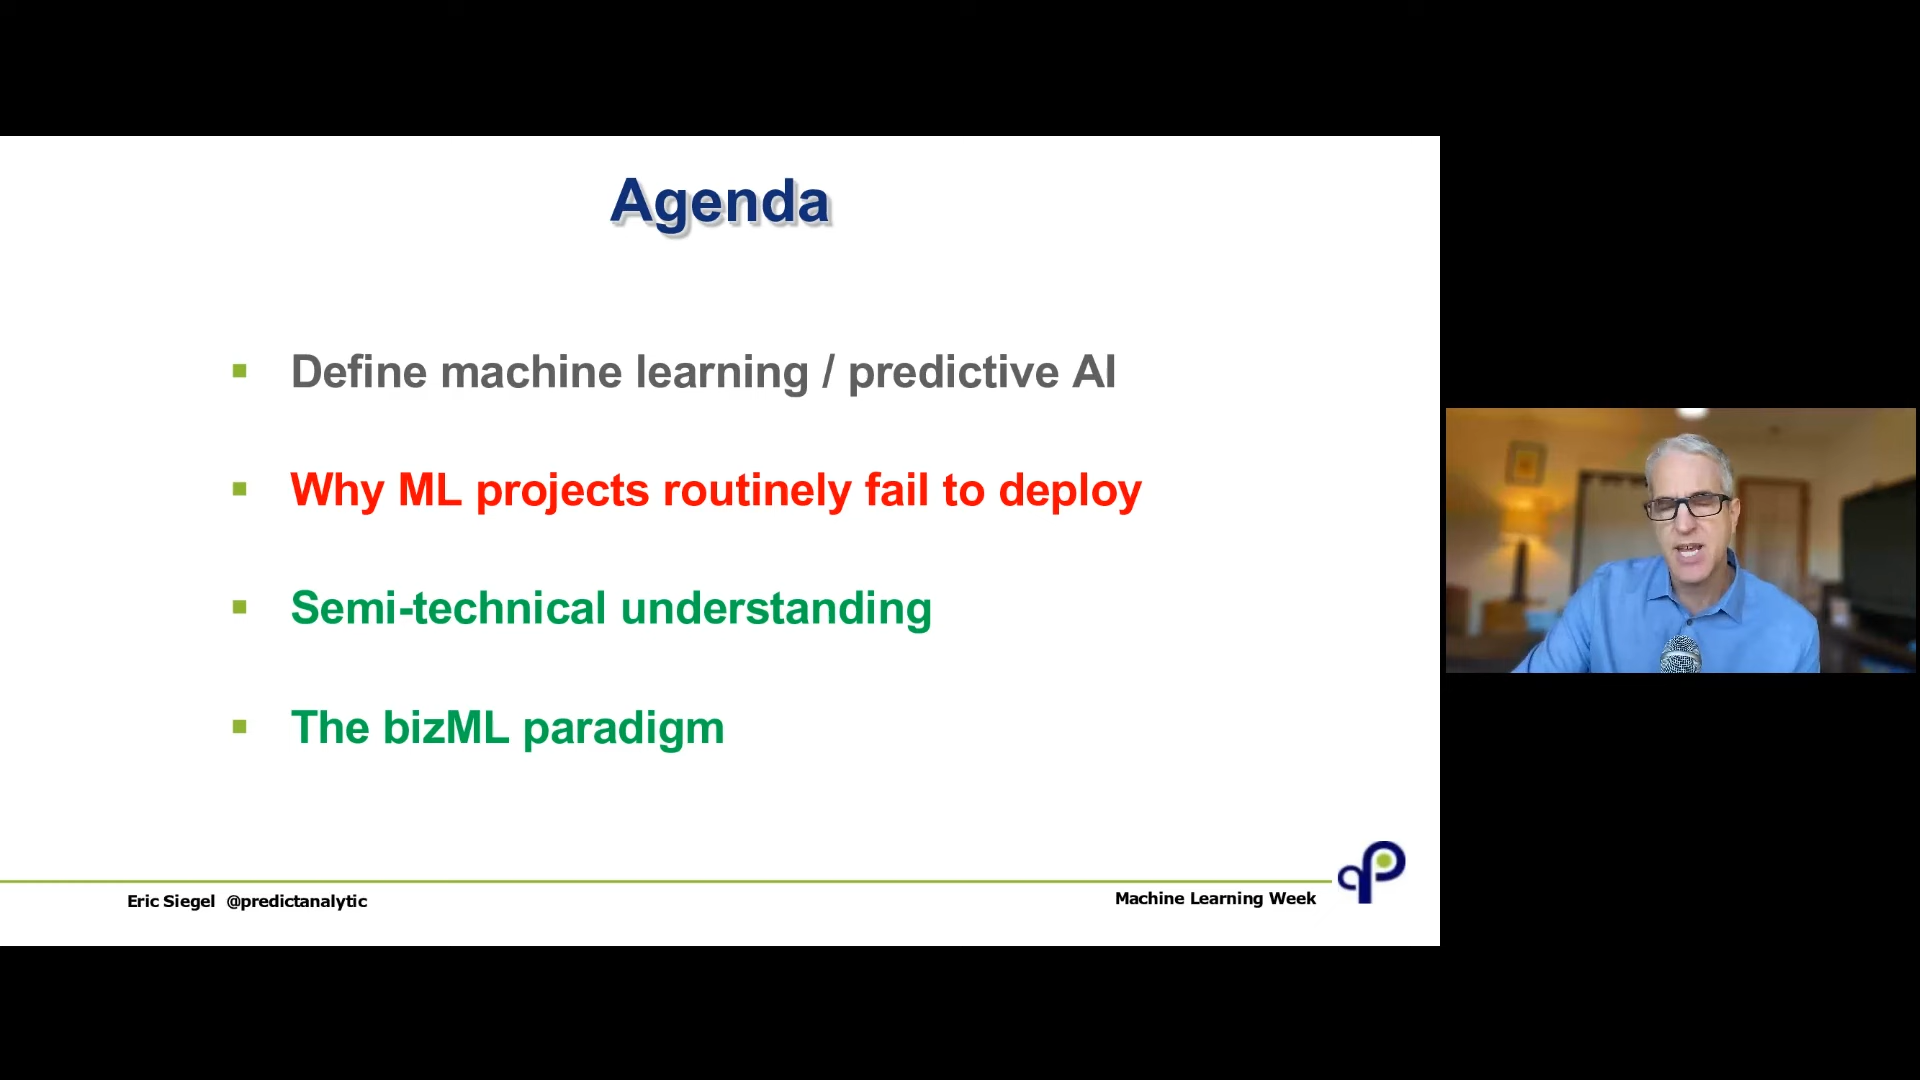 Agenda
Define machine learning / predictive AI
Why ML projects routinely fail to deploy
Semi-technical understanding
The bizML paradigm
Eric Siegel @predictanalytic
Machine Learning Week